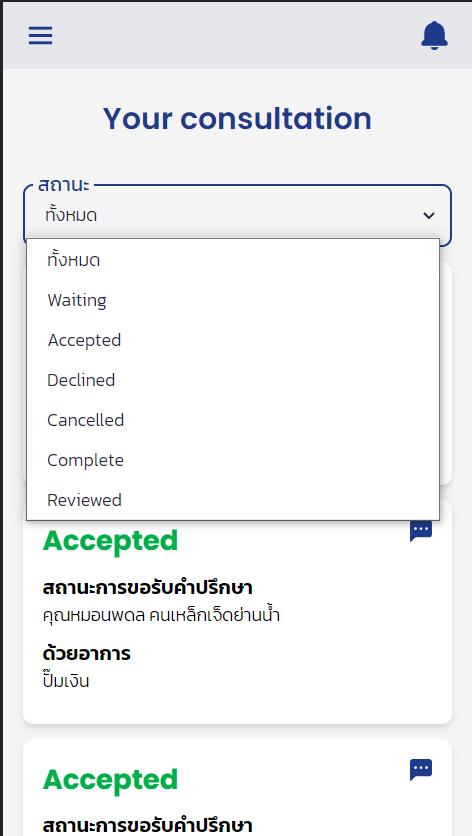 Your consultation
สถานะ
ทั้งหมด
ทั้งหมด
Waiting
Accepted
Declined
Cancelled
Complete
Reviewed
Accepted
สถานะการขอรับคำปรึกษา
คุณหมอนพดล คนเหล็กเจ็ดย่านน้ำ
ด้วยอาการ
ปั๊มเงิน
Accepted
สถานะการขอรับคำปรึกษา